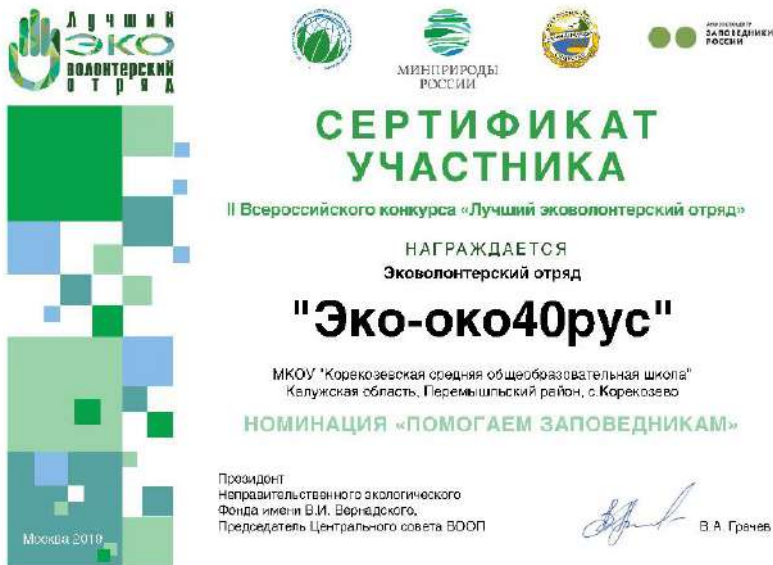 Лучший
ЭКО
волонтерский
отряд
МИНПРИРОДЫ
РОССИИ
ЗАПОВЕДНИКИ
РОССИИ
СЕРТИФИКАТ
УЧАСТНИКА
II Всероссийского конкурса «Лучший эковолонтерский отряд»
НАГРАЖДАЕТСЯ
Эковолонтерский отряд
"Эко-око40рус"
МКОУ "Корекозевская средняя общеобразовательная школа"
Калужская область, Перемышльский район, с.Корекозево
НОМИНАЦИЯ «ПОМОГАЕМ ЗАПОВЕДНИКАМ»
Президент
Неправительственного экологического
Фонда имени В.И. Вернадского,
Председатель Центрального совета ВООП
В.А. Грачев
Москва 2019